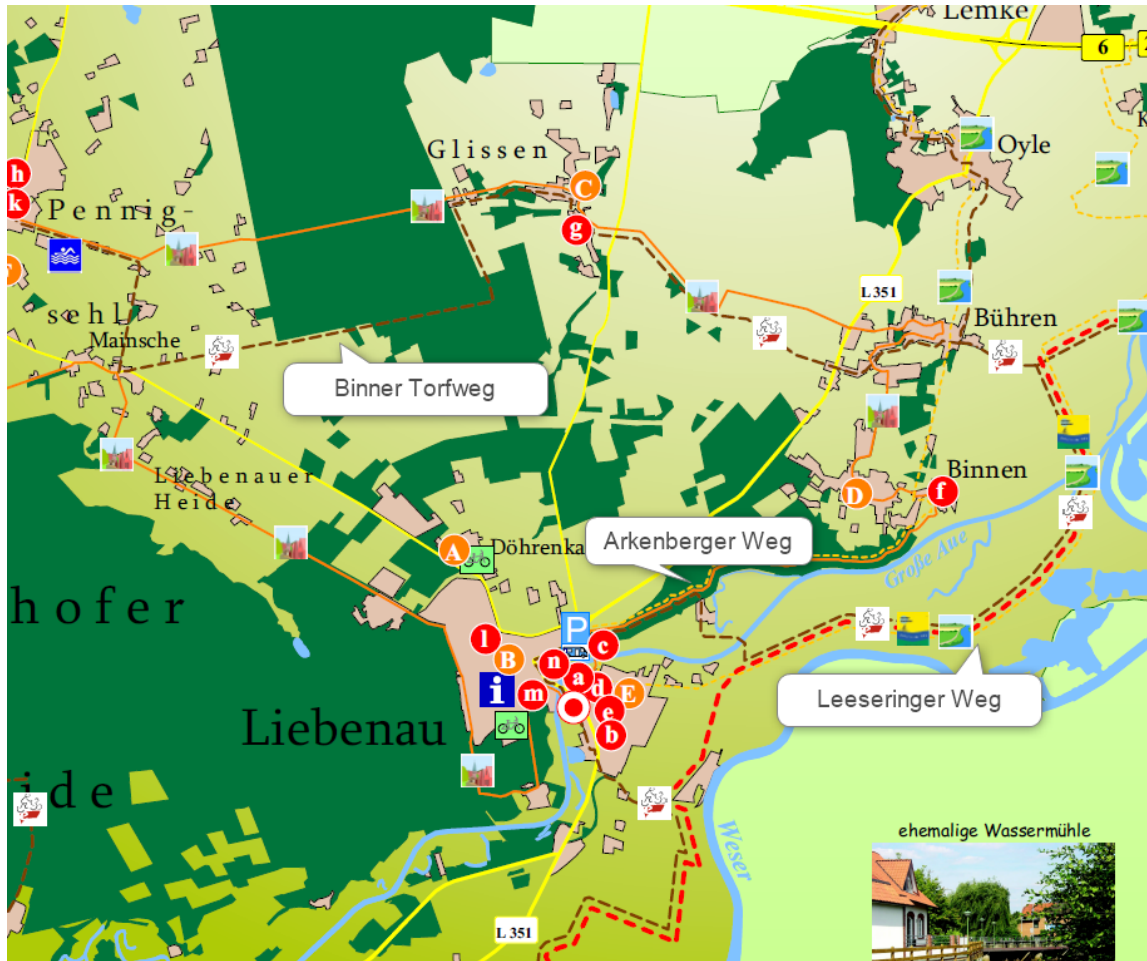 Lemke
6
2
Oyle
K
Glissen
C
h
k
Pennig-
g
F
sehl
L 351
Bühren
Mainsche
Binner Torfweg
Liebenauer
Heide
Binnen
D
f
A
Döhrenka
Arkenberger Weg
Große Aue
hofer
P
l
c
B
n
i
m
a
d
E
e
b
Leeseringer Weg
Liebenau
ide
Weser
ehemalige Wassermühle
L 351